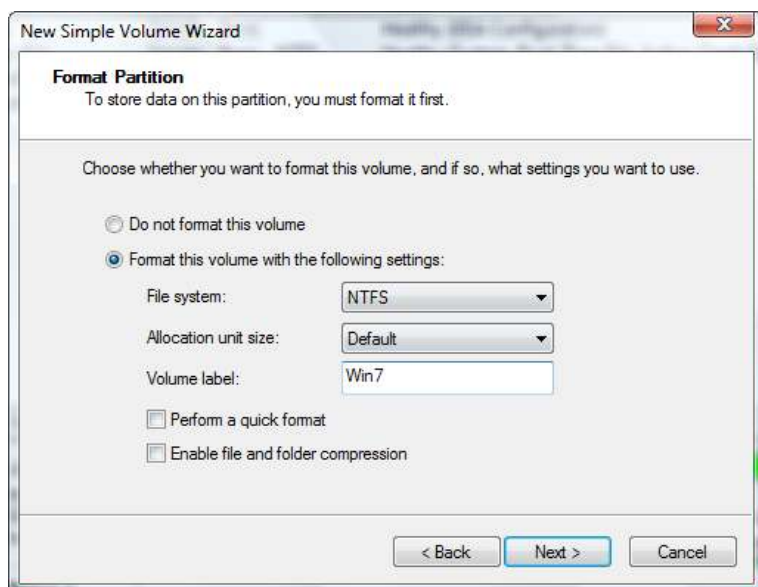 New Simple Volume Wizard
Format Partition
To store data on this partition, you must format it first.
Choose whether you want to format this volume, and if so, what settings you want to use.
Do not format this volume
Format this volume with the following settings:
File system: NTFS
Allocation unit size: Default
Volume label: Win7
Perform a quick format
Enable file and folder compression
< Back Next > Cancel